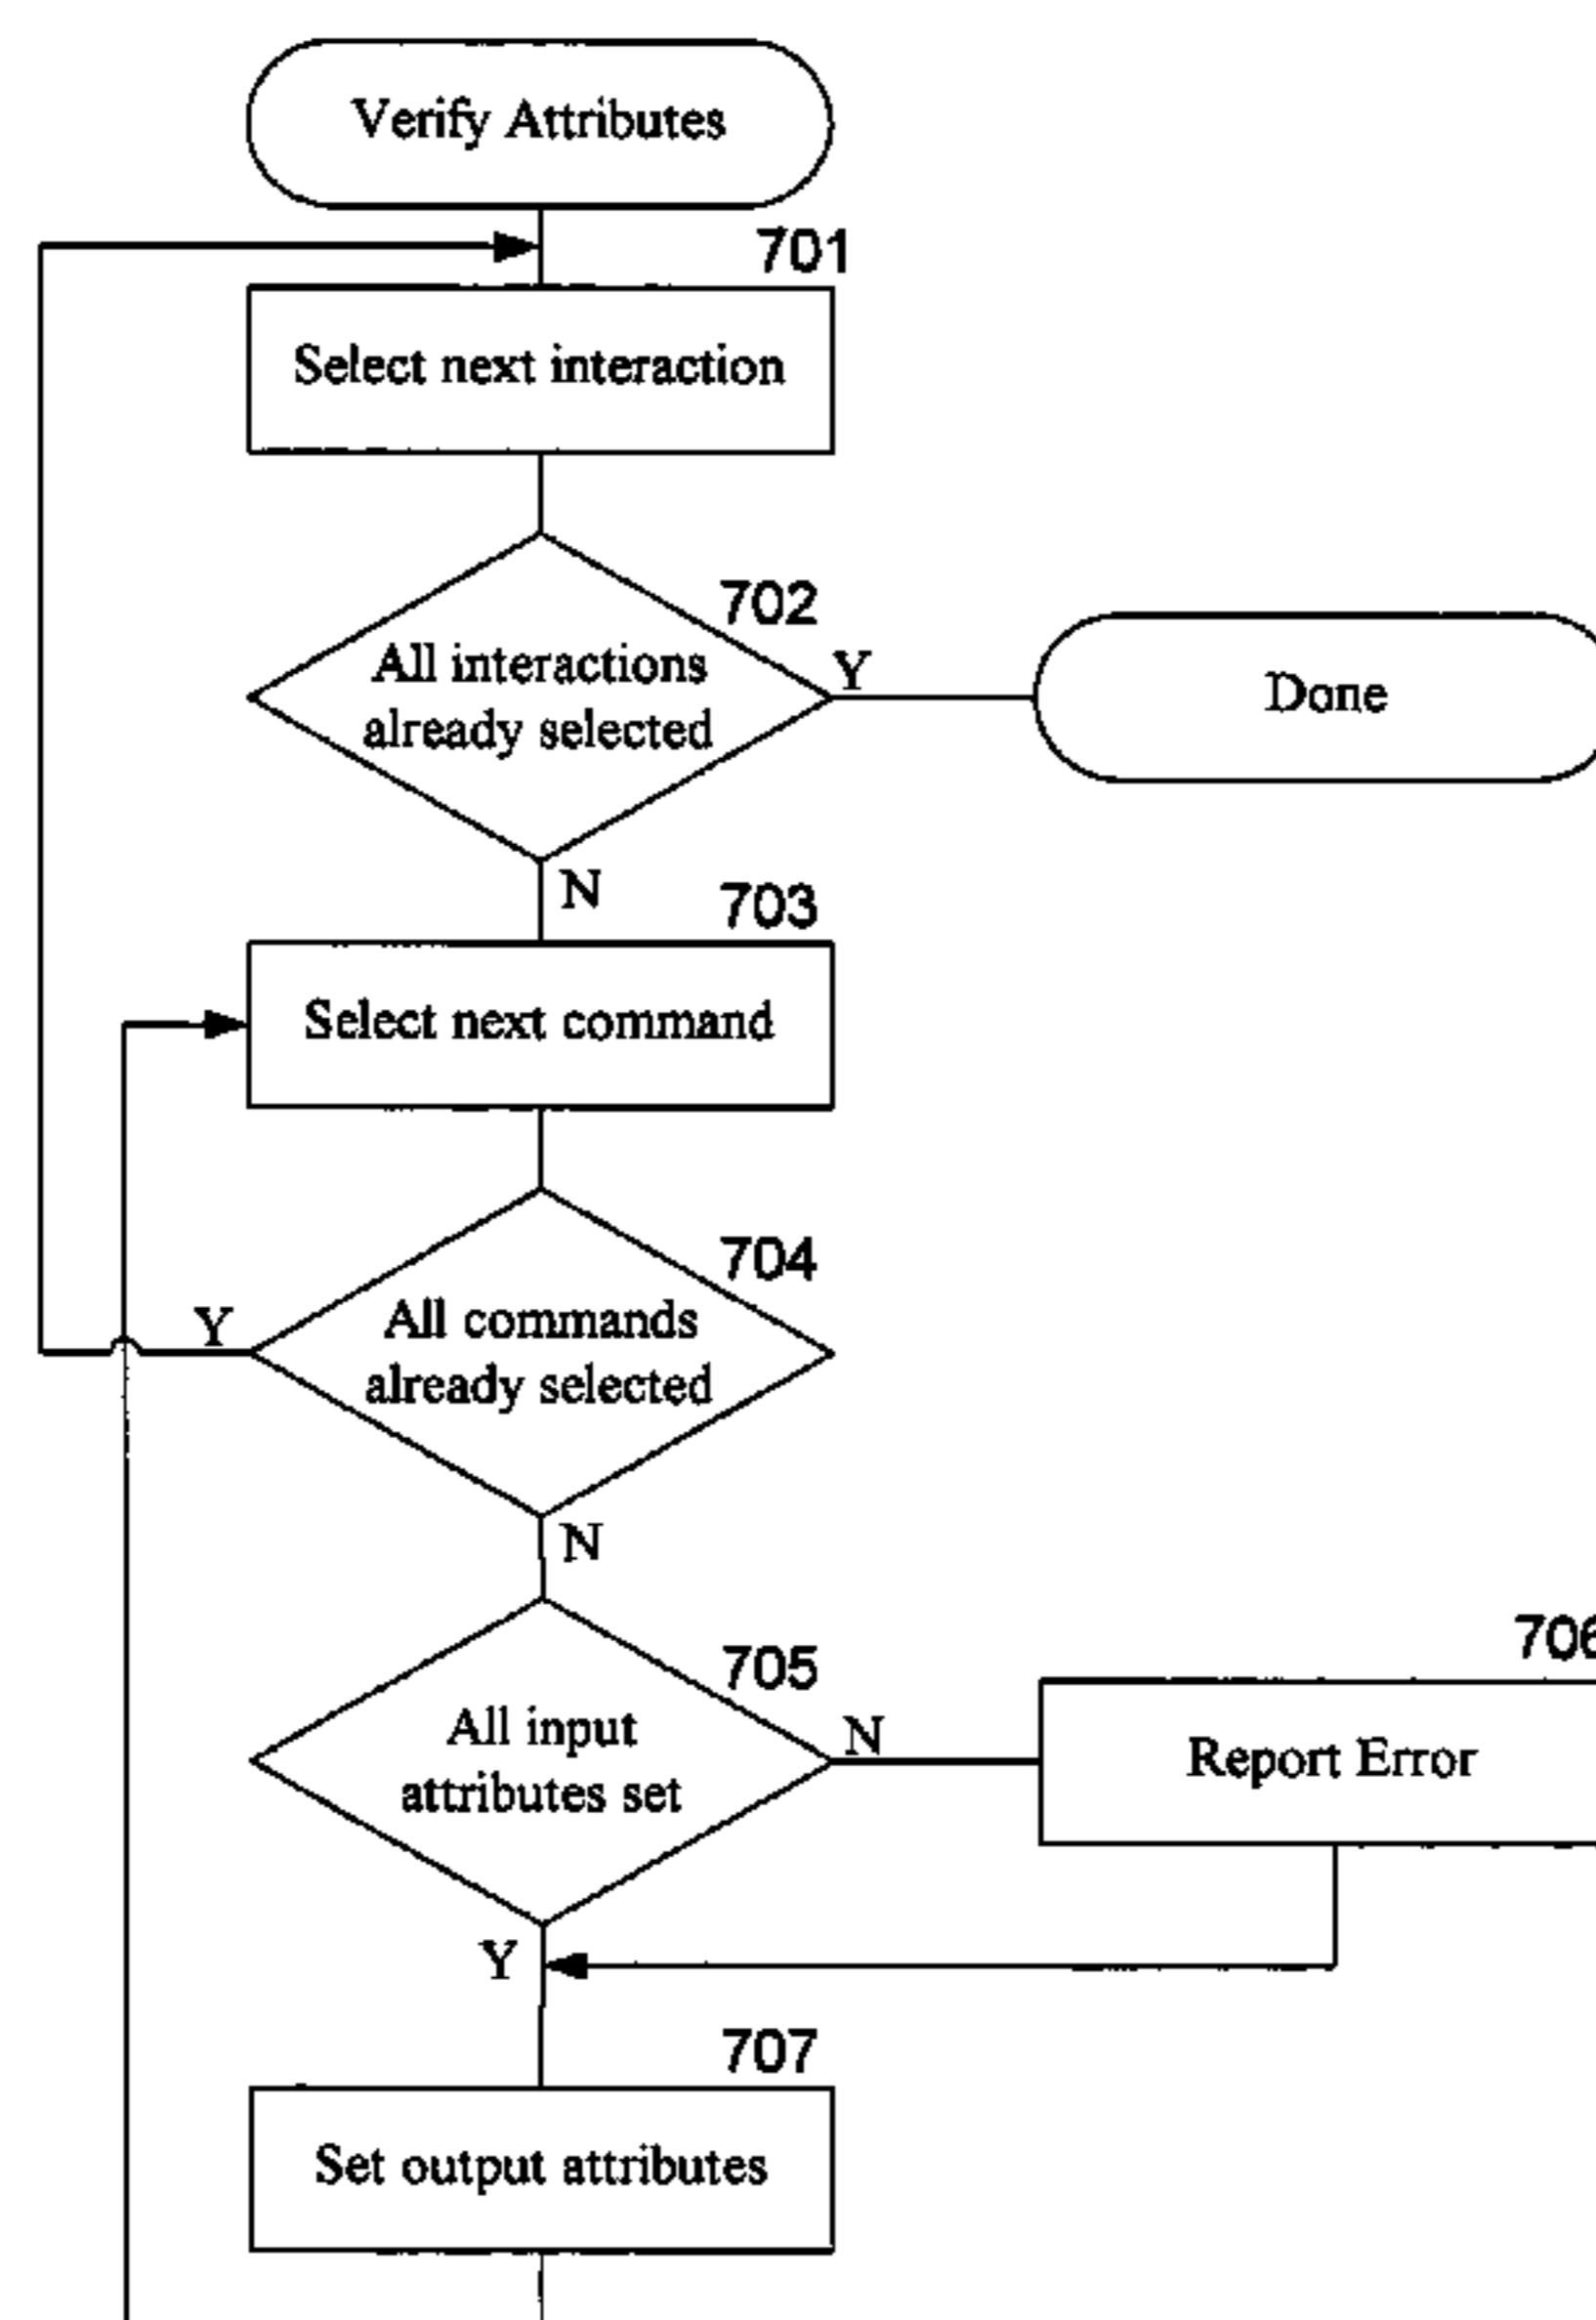 Verify Attributes
701
Select next interaction
702
All interactions
already selected
Y
Done
N
703
Select next command
704
All commands
already selected
Y
N
705
All input
attributes set
N
706
Report Error
Y
707
Set output attributes